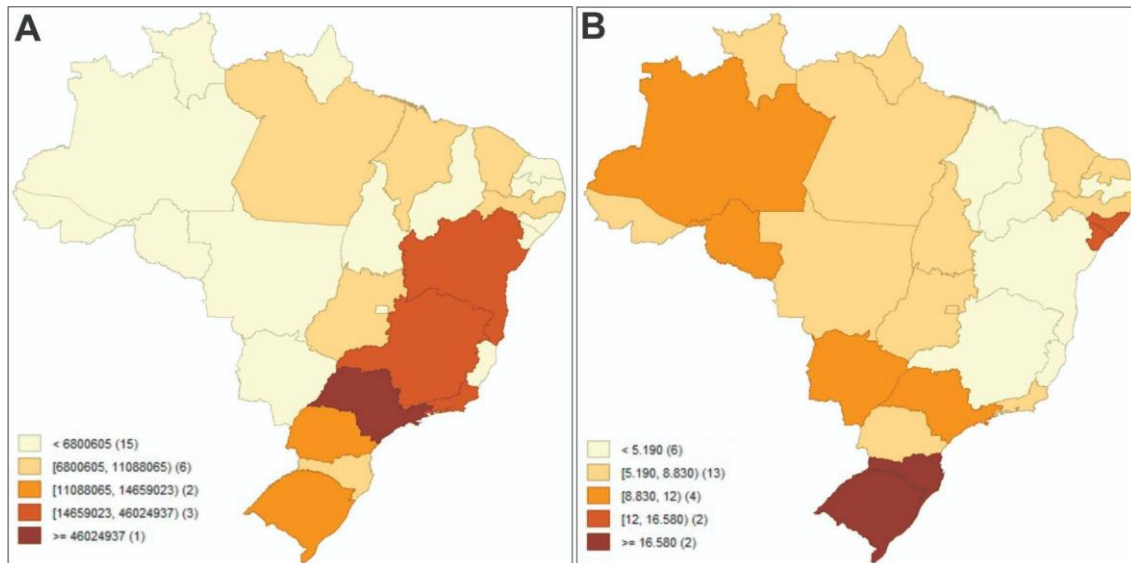 A
< 6800605 (15)
[6800605, 11088065) (6)
[11088065, 14659023) (2)
[14659023, 46024937) (3)
>= 46024937 (1)
B
< 5.190 (6)
[5.190, 8.830) (13)
[8.830, 12) (4)
[12, 16.580) (2)
>= 16.580 (2)